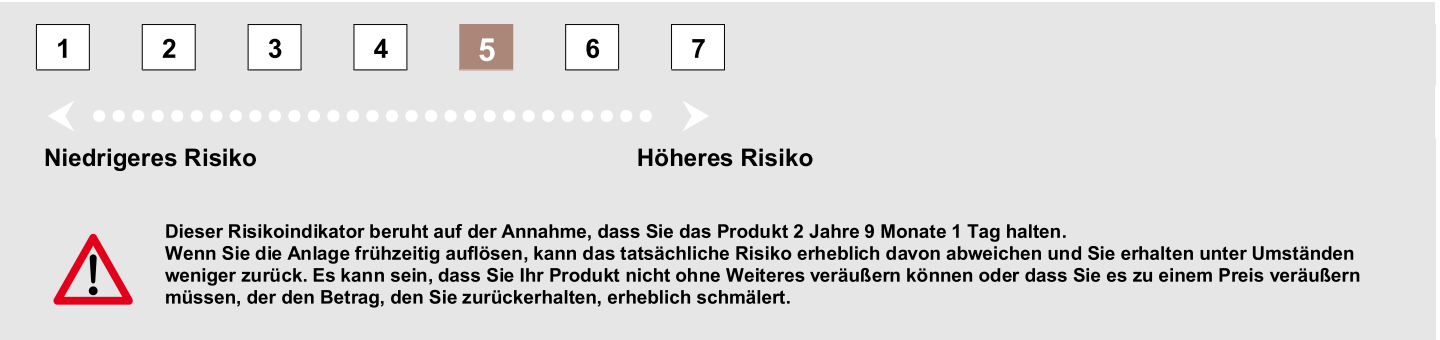 1 2 3 4 5 6 7
Niedrigeres Risiko Höheres Risiko
Dieser Risikoindikator beruht auf der Annahme, dass Sie das Produkt 2 Jahre 9 Monate 1 Tag halten.
Wenn Sie die Anlage frühzeitig auflösen, kann das tatsächliche Risiko erheblich davon abweichen und Sie erhalten unter Umständen
weniger zurück. Es kann sein, dass Sie Ihr Produkt nicht ohne Weiteres veräußern können oder dass Sie es zu einem Preis veräußern
müssen, der den Betrag, den Sie zurückerhalten, erheblich schmälert.